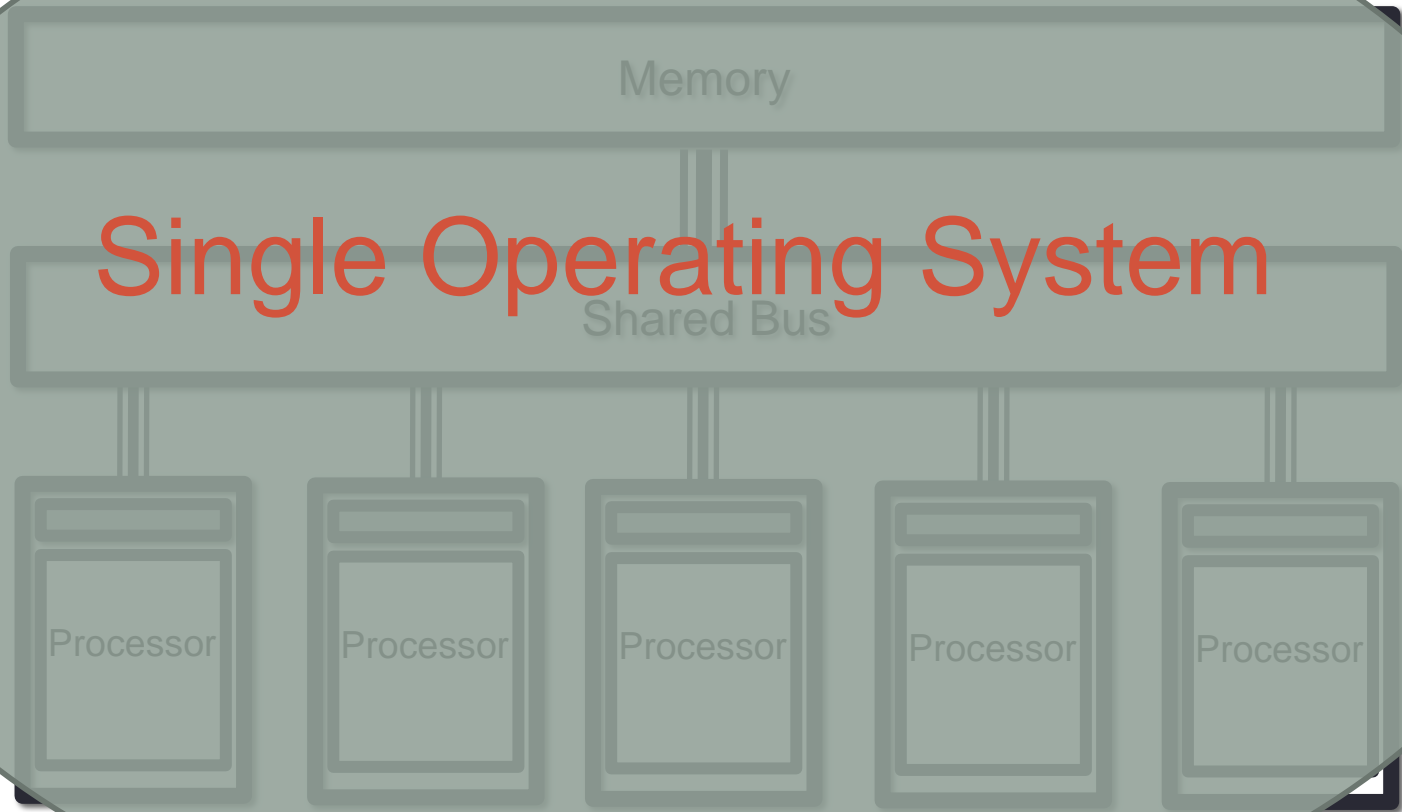 Memory
Single Operating System
Shared Bus
Processor
Processor
Processor
Processor
Processor